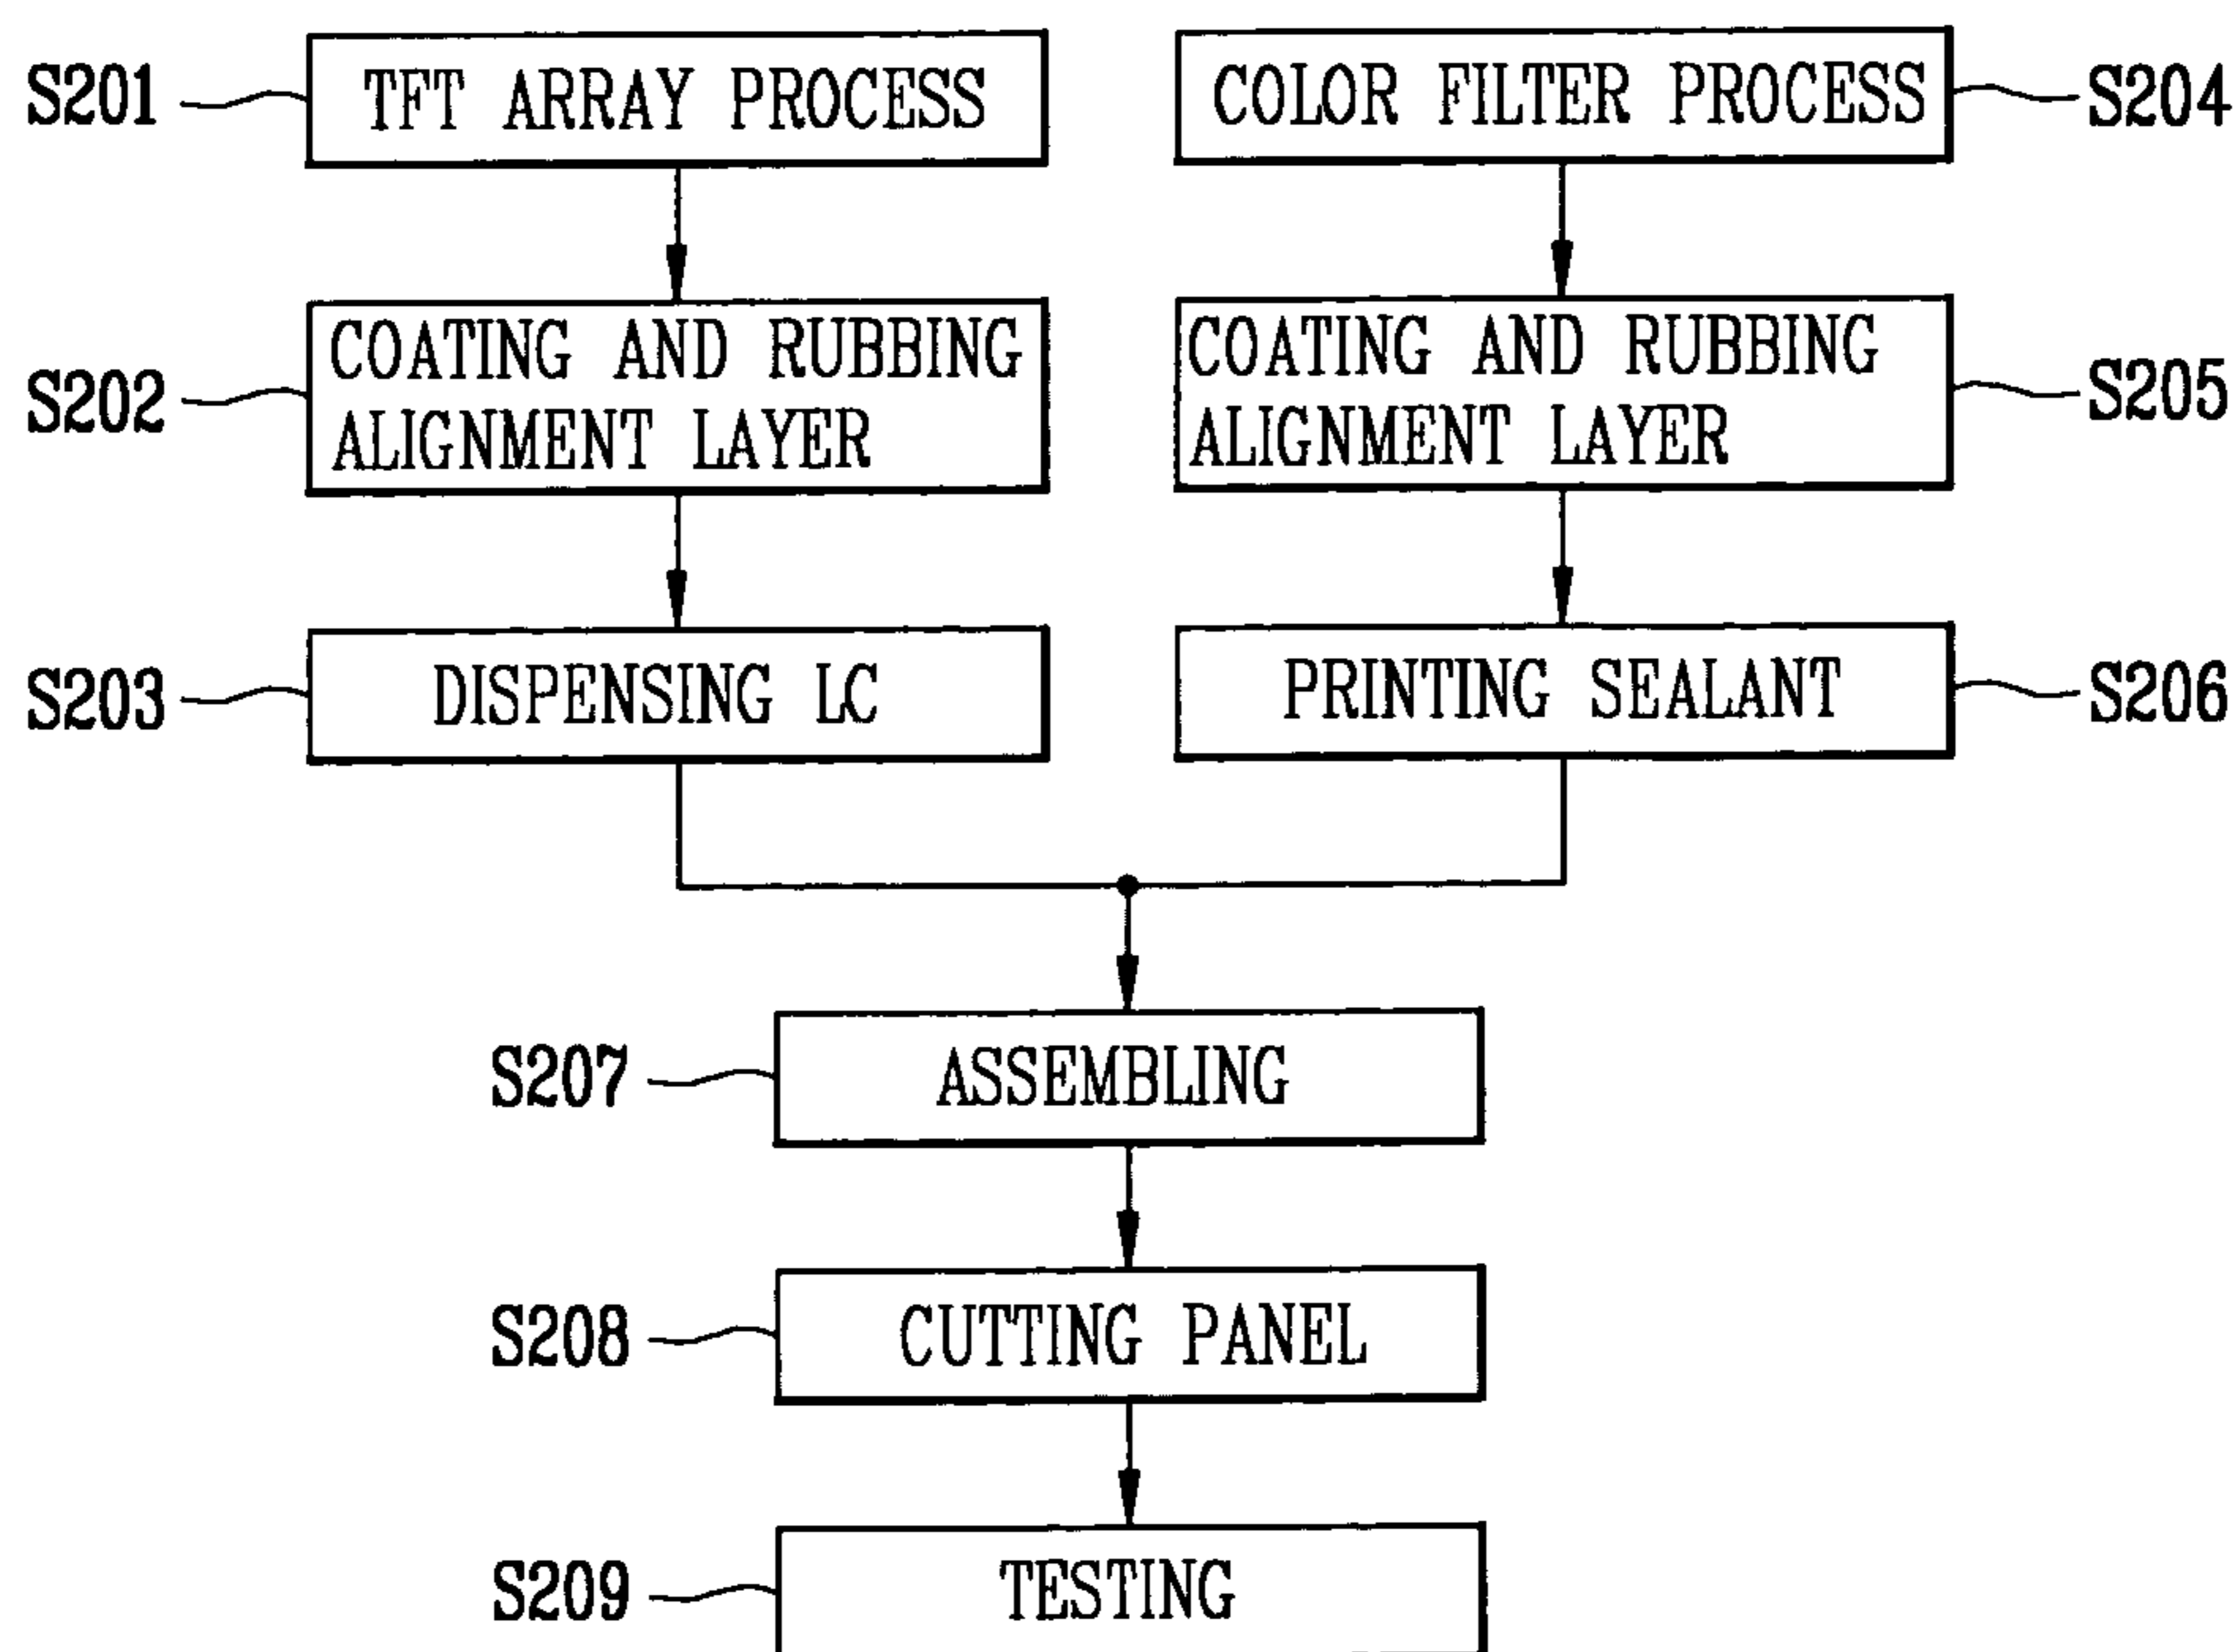 S201
TFT ARRAY PROCESS
COLOR FILTER PROCESS
S204
S202
COATING AND RUBBING
ALIGNMENT LAYER
COATING AND RUBBING
ALIGNMENT LAYER
S205
S203
DISPENSING LC
PRINTING SEALANT
S206
S207
ASSEMBLING
S208
CUTTING PANEL
S209
TESTING